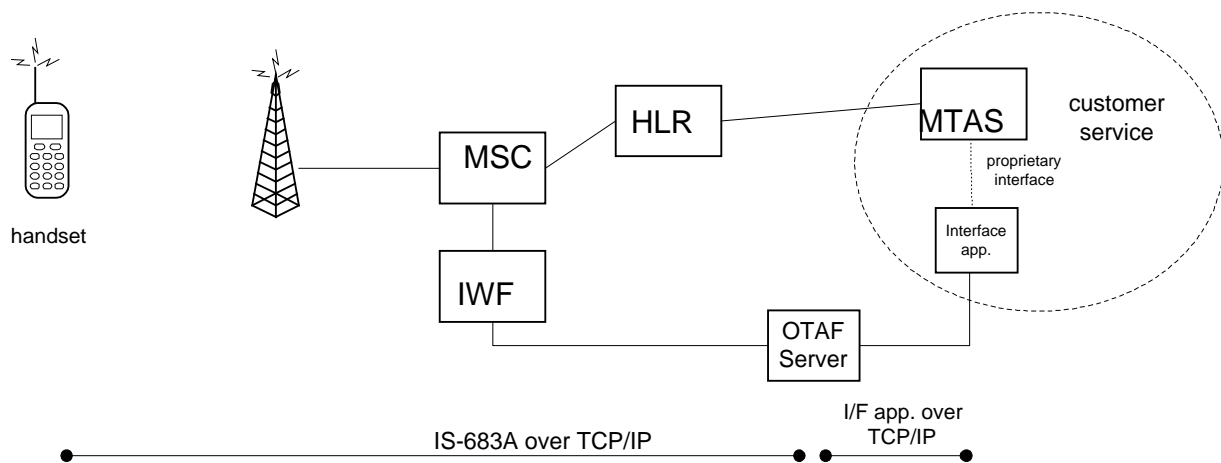 HLR
MTAS
customer
service
MSC
proprietary
interface
handset
Interface
app.
IWF
OTAF
Server
I/F app. over
TCP/IP
IS-683A over TCP/IP